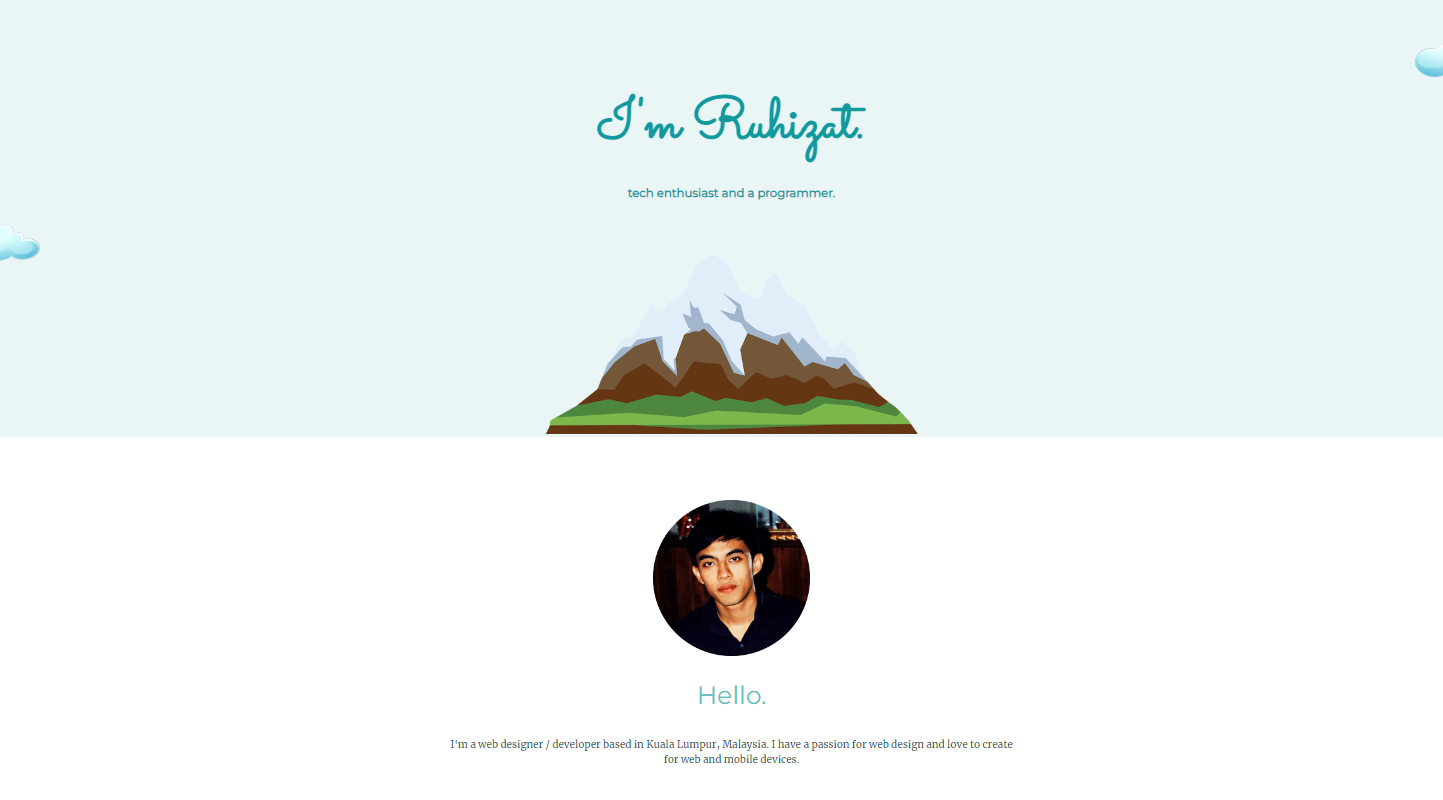 I'm Ruhizat.
tech enthusiast and a programmer.
Hello.
I'm a web designer / developer based in Kuala Lumpur, Malaysia. I have a passion for web design and love to create
for web and mobile devices.